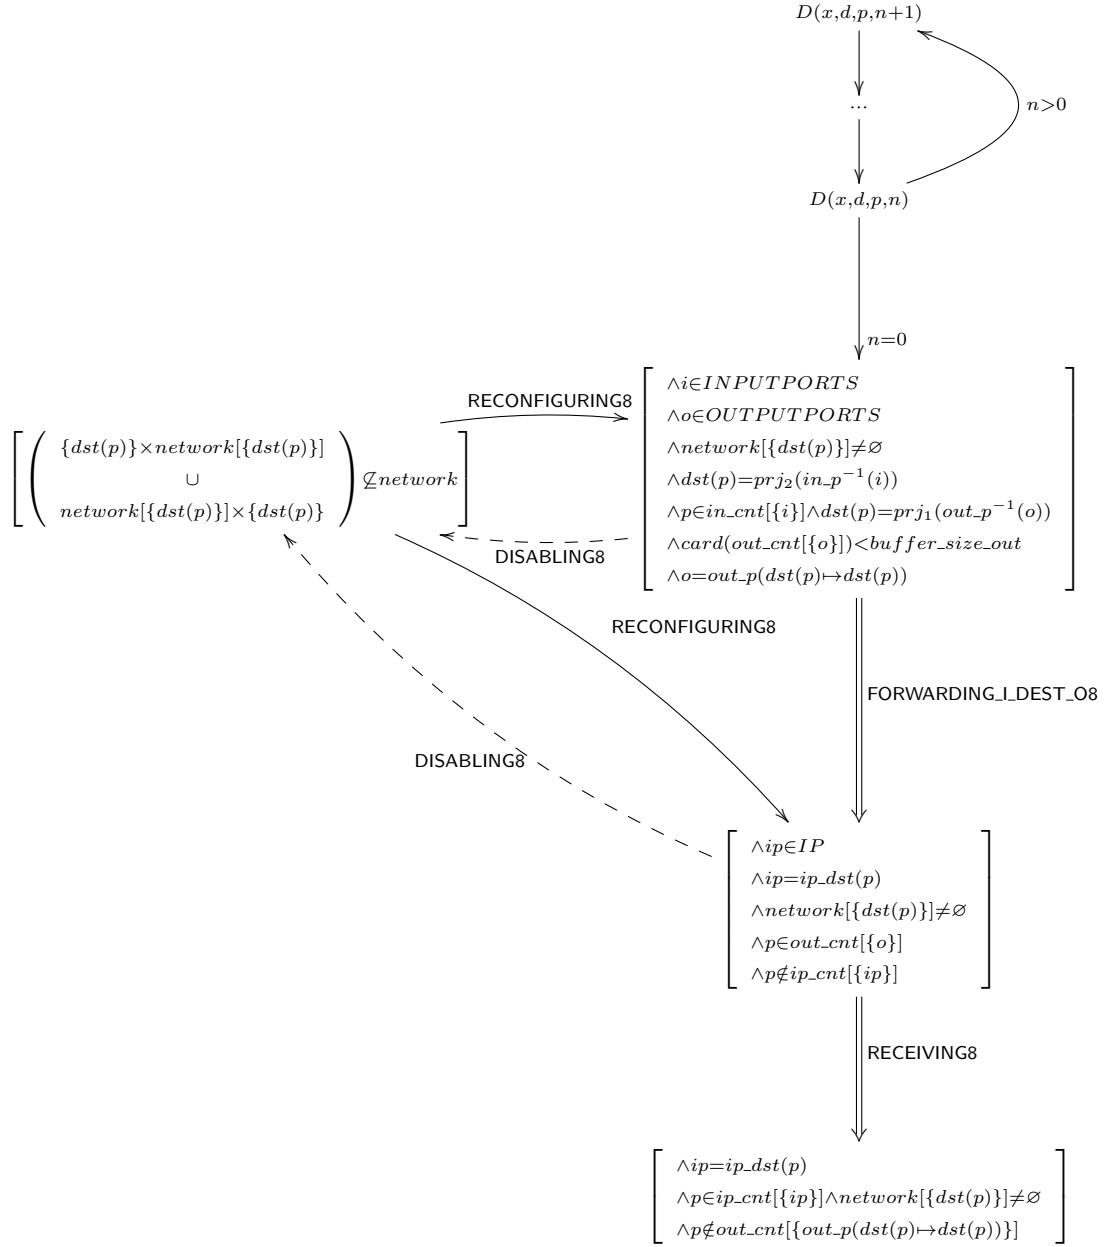 D(x,d,p,n+1)
...
n>0
D(x,d,p,n)
n=0
RECONFIGURING8
∧i∈INPUTPORTS
∧o∈OUTPUTPORTS
∧network[{dst(p)}]≠∅
∧dst(p)=prj₂(in_p⁻¹(i))
∧p∈in_cnt[{i}]∧dst(p)=prj₁(out_p⁻¹(o))
∧card(out_cnt[{o}])<buffer_size_out
∧o=out_p(dst(p)↦dst(p))
{dst(p)}×network[{dst(p)}]
∪
network[{dst(p)}]×{dst(p)}
⊈network
DISABLING8
RECONFIGURING8
FORWARDING_I_DEST_O8
DISABLING8
∧ip∈IP
∧ip=ip_dst(p)
∧network[{dst(p)}]≠∅
∧p∈out_cnt[{o}]
∧p∉ip_cnt[{ip}]
RECEIVING8
∧ip=ip_dst(p)
∧p∈ip_cnt[{ip}]∧network[{dst(p)}]≠∅
∧p∉out_cnt[{out_p(dst(p)↦dst(p))}]